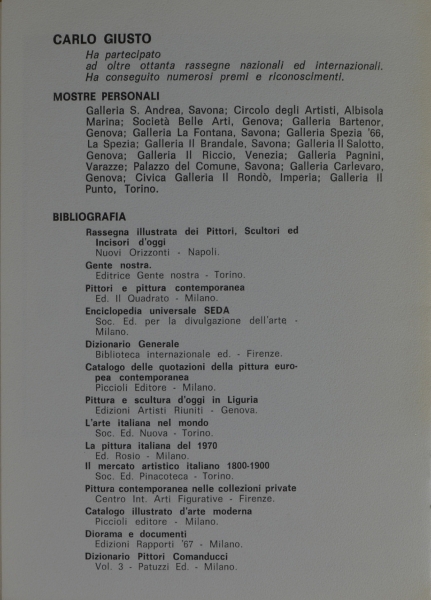 CARLO GIUSTO
Ha partecipato
ad oltre ottanta rassegne nazionali ed internazionali.
Ha conseguito numerosi premi e riconoscimenti.
MOSTRE PERSONALI
Galleria S. Andrea, Savona; Circolo degli Artisti, Albisola
Marina; Società Belle Arti, Genova; Galleria Bartenor,
Genova; Galleria La Fontana, Savona; Galleria Spezia '66,
La Spezia; Galleria Il Brandale, Savona; Galleria Il Salotto,
Genova; Galleria Il Riccio, Venezia; Galleria Pagnini,
Varazze; Palazzo del Comune, Savona; Galleria Carlevaro,
Genova; Civica Galleria Il Rondò, Imperia; Galleria Il
Punto, Torino.
BIBLIOGRAFIA
Rassegna illustrata dei Pittori, Scultori ed
Incisori d'oggi
Nuovi Orizzonti - Napoli.
Gente nostra.
Editrice Gente nostra - Torino.
Pittori e pittura contemporanea
Ed. Il Quadrato - Milano.
Enciclopedia universale SEDA
Soc. Ed. per la divulgazione dell'arte -
Milano.
Dizionario Generale
Biblioteca internazionale ed. - Firenze.
Catalogo delle quotazioni della pittura euro-
pea contemporanea
Piccioli Editore - Milano.
Pittura e scultura d'oggi in Liguria
Edizioni Artisti Riuniti - Genova.
L'arte italiana nel mondo
Soc. Ed. Nuova - Torino.
La pittura italiana del 1970
Ed. Rosio - Milano.
Il mercato artistico italiano 1800-1900
Soc. Ed. Pinacoteca - Torino.
Pittura contemporanea nelle collezioni private
Centro Int. Arti Figurative - Firenze.
Catalogo illustrato d'arte moderna
Piccioli editore - Milano.
Diorama e documenti
Edizioni Rapporti '67 - Milano.
Dizionario Pittori Comanducci
Vol. 3 - Patuzzi Ed. - Milano.